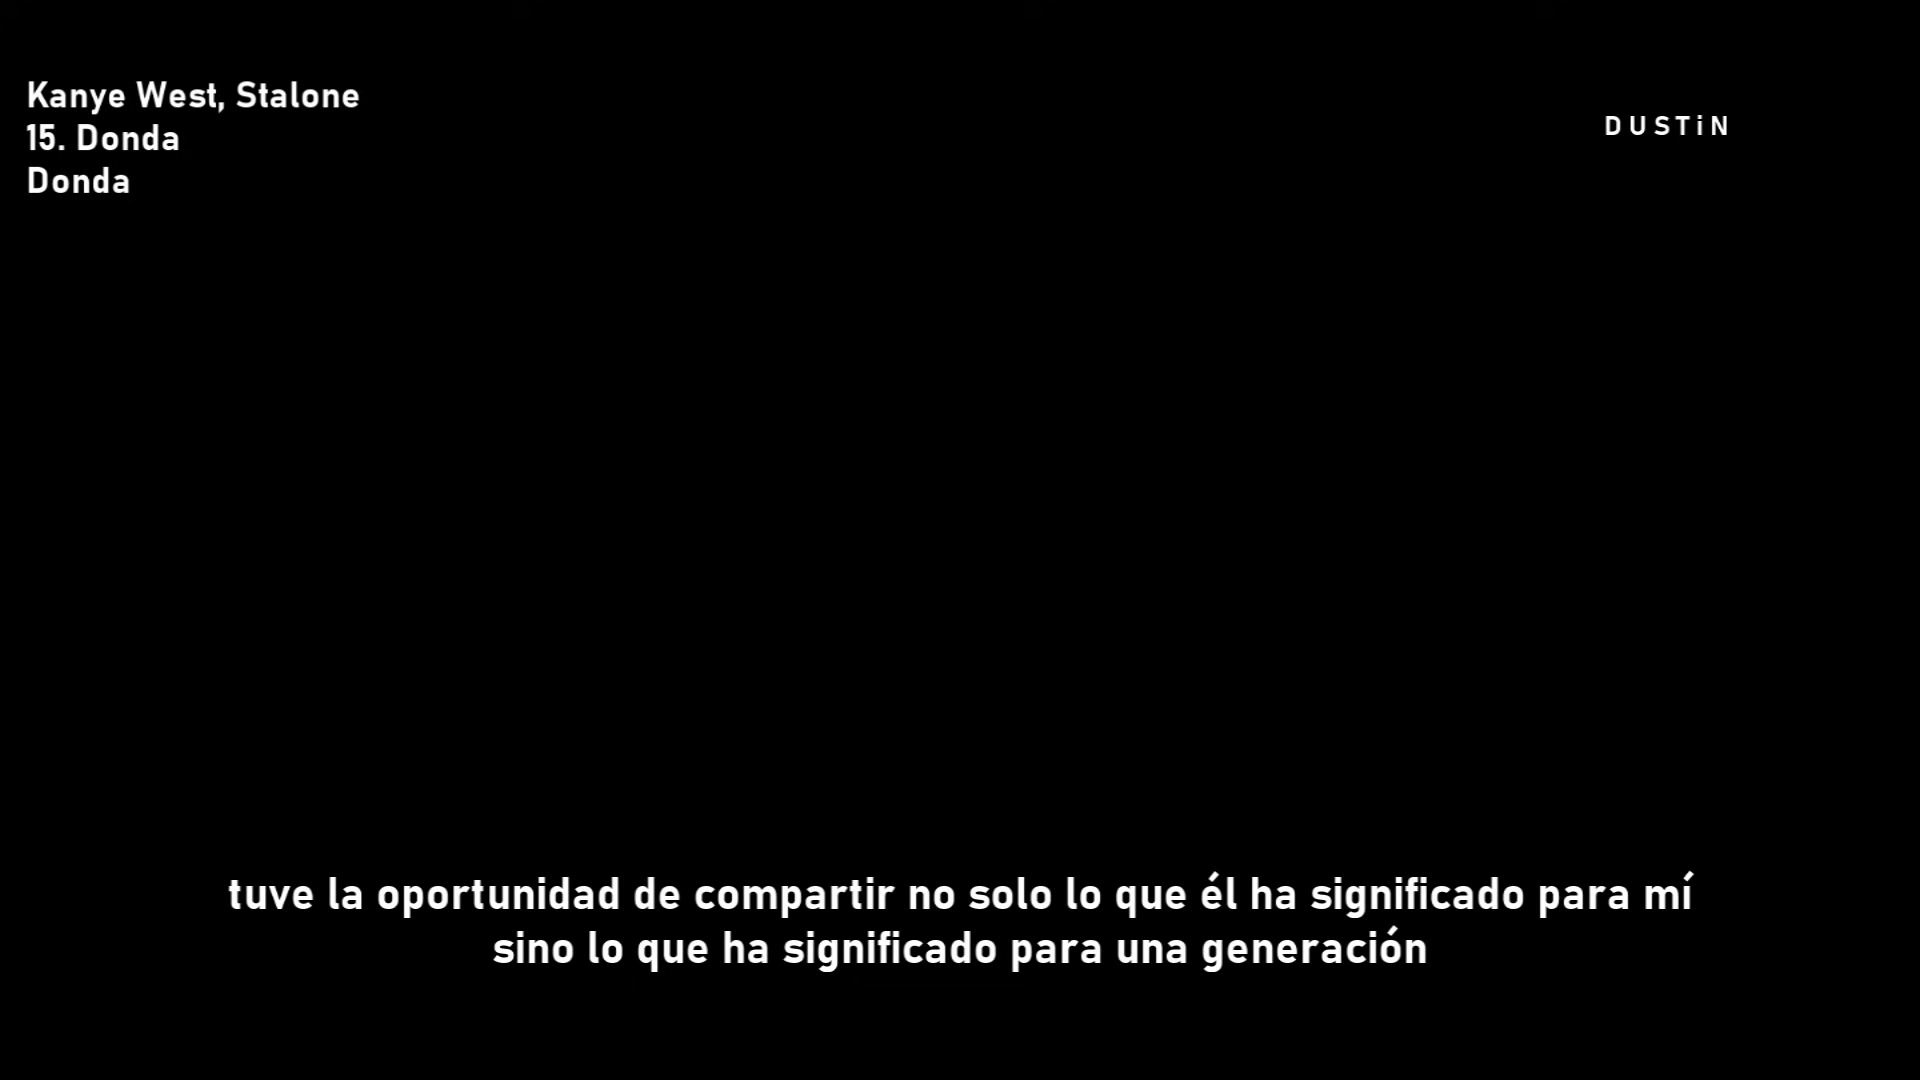 Kanye West, Stalone
15. Donda
Donda
DUSTiN
tuve la oportunidad de compartir no solo lo que él ha significado para mí
sino lo que ha significado para una generación